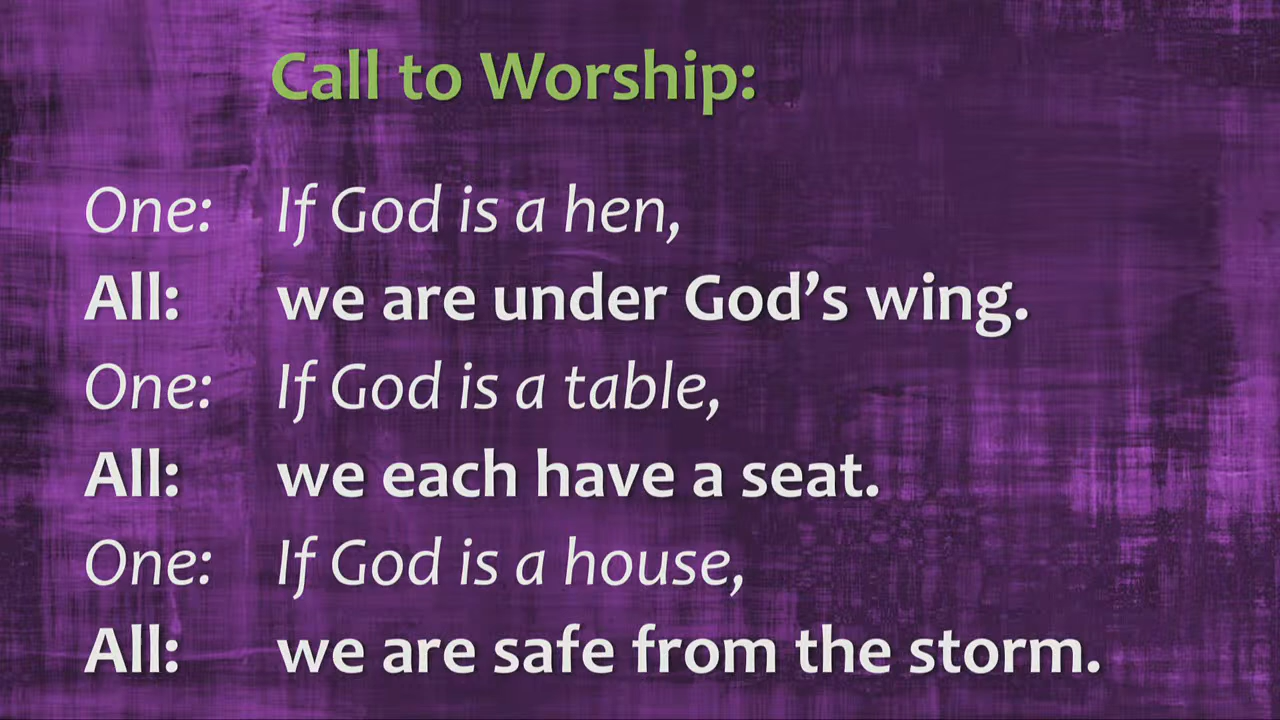 Call to Worship:
One: If God is a hen,
All: we are under God’s wing.
One: If God is a table,
All: we each have a seat.
One: If God is a house,
All: we are safe from the storm.